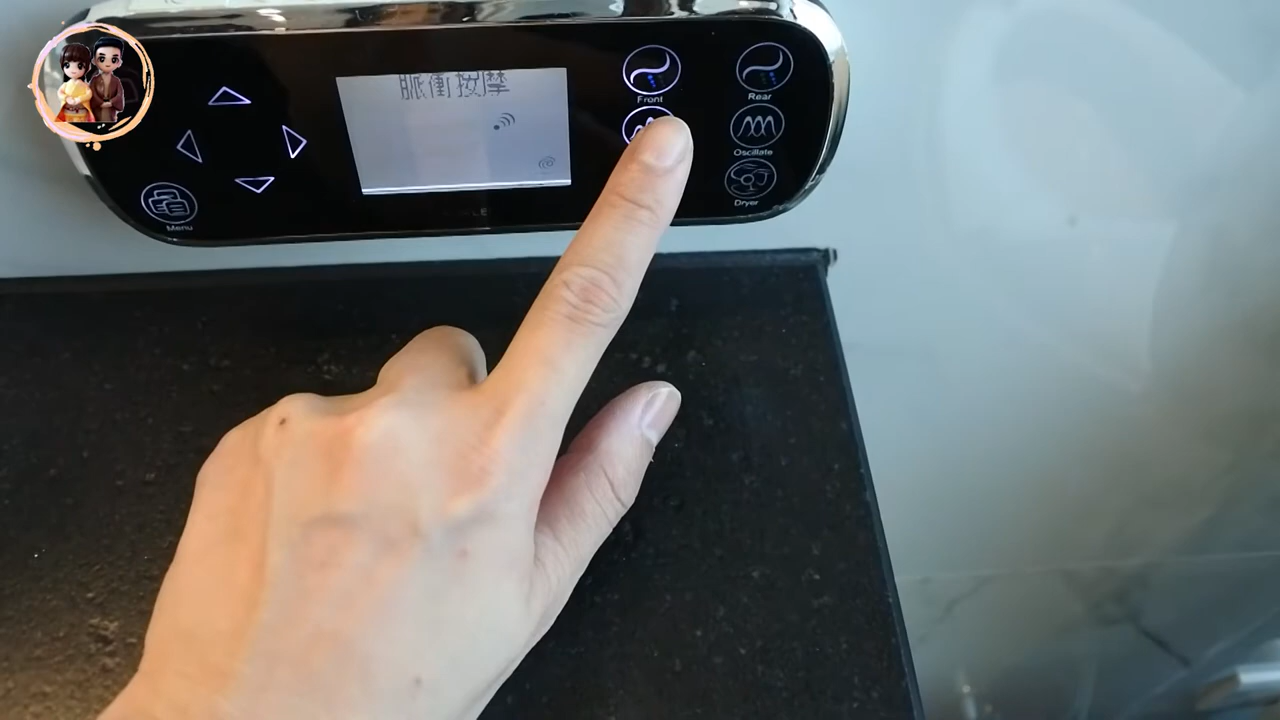 脈衝按摩
Front
Rear
Oscillate
Dryer
Menu